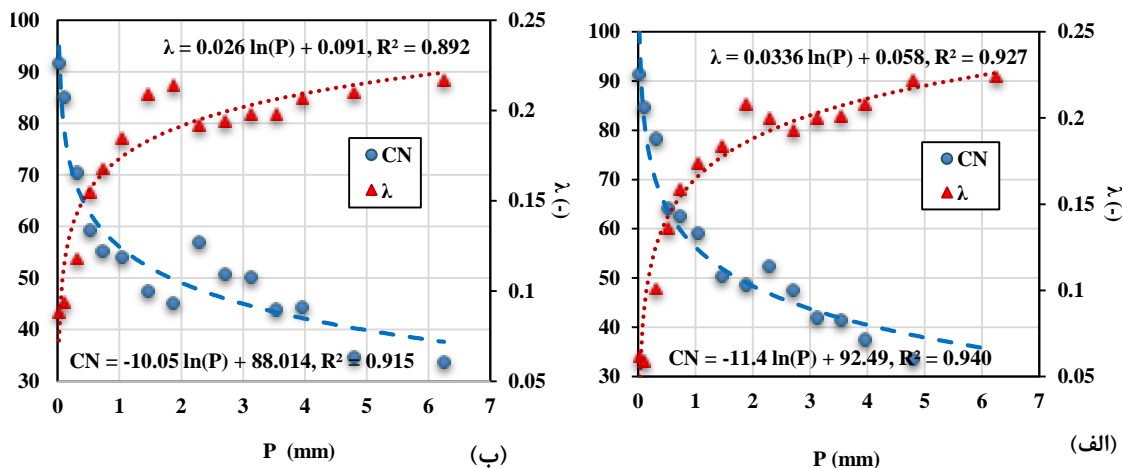 λ = 0.026 ln(P) + 0.091, R² = 0.892
CN
λ
CN = -10.05 ln(P) + 88.014, R² = 0.915
100
90
80
70
60
50
40
30
0.25
0.2
0.15
0.1
0.05
λ (-)
0 1 2 3 4 5 6 7
P (mm)
(ب)
λ = 0.0336 ln(P) + 0.058, R² = 0.927
CN
λ
CN = -11.4 ln(P) + 92.49, R² = 0.940
100
90
80
70
60
50
40
30
0.25
0.2
0.15
0.1
0.05
λ (-)
0 1 2 3 4 5 6 7
P (mm)
(الف)